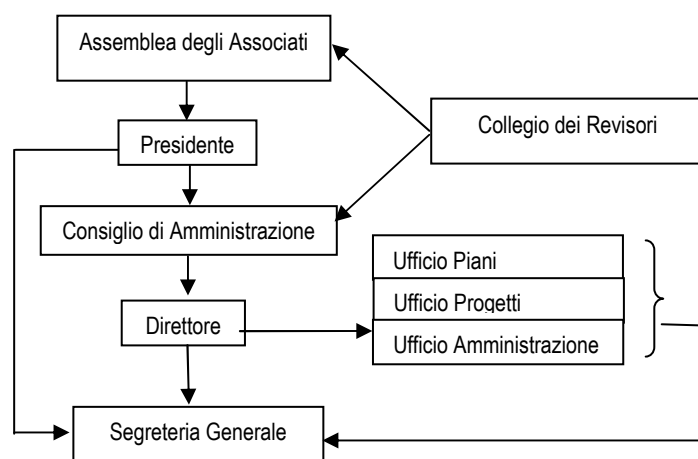 Assemblea degli Associati
Collegio dei Revisori
Presidente
Consiglio di Amministrazione
Ufficio Piani
Ufficio Progetti
Direttore
Ufficio Amministrazione
Segreteria Generale